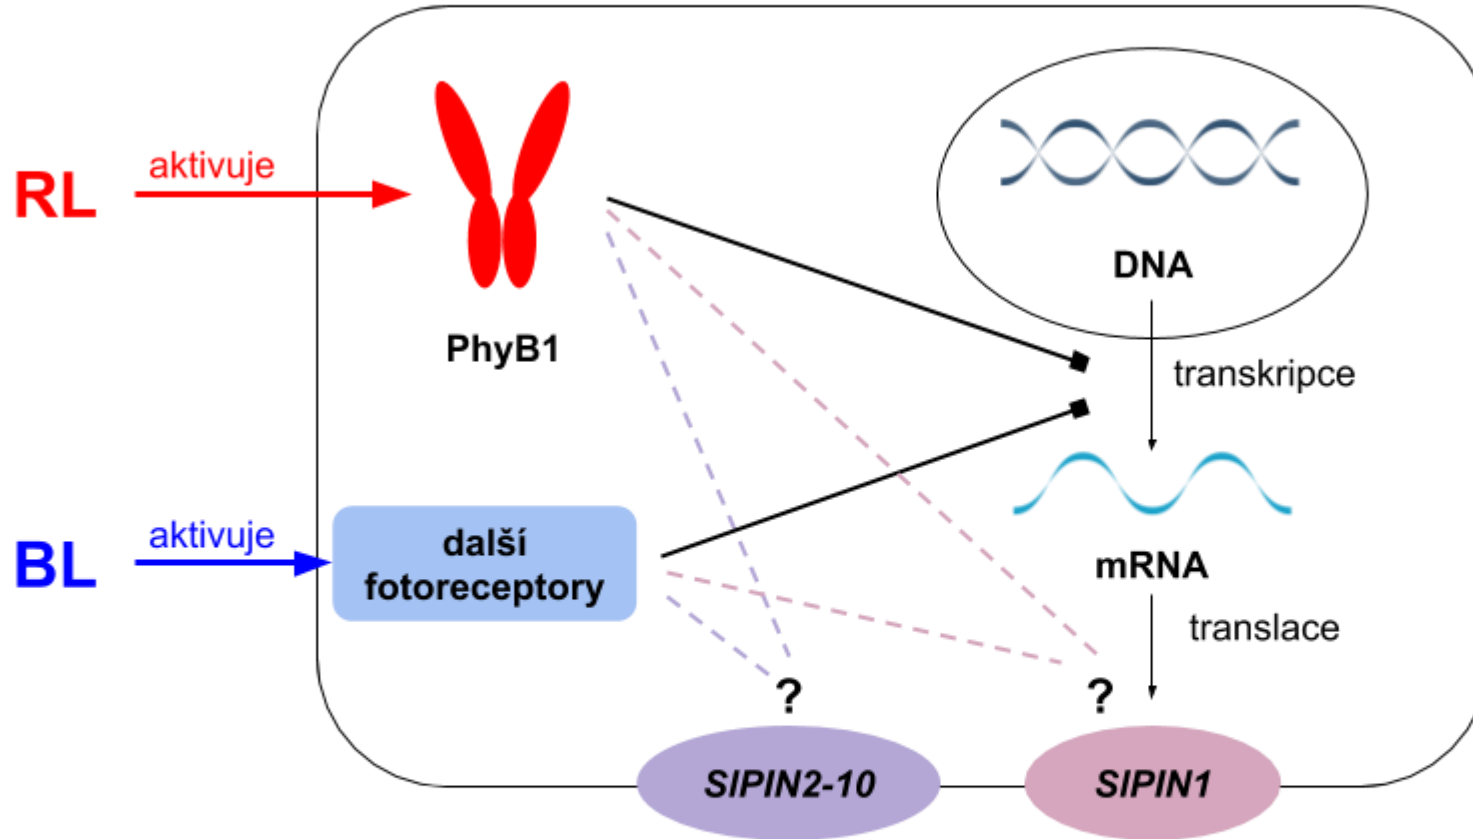 RL
aktivuje
PhyB1
DNA
transkripce
BL
aktivuje
další
fotoreceptory
mRNA
translace
?
?
SlPIN2-10
SlPIN1